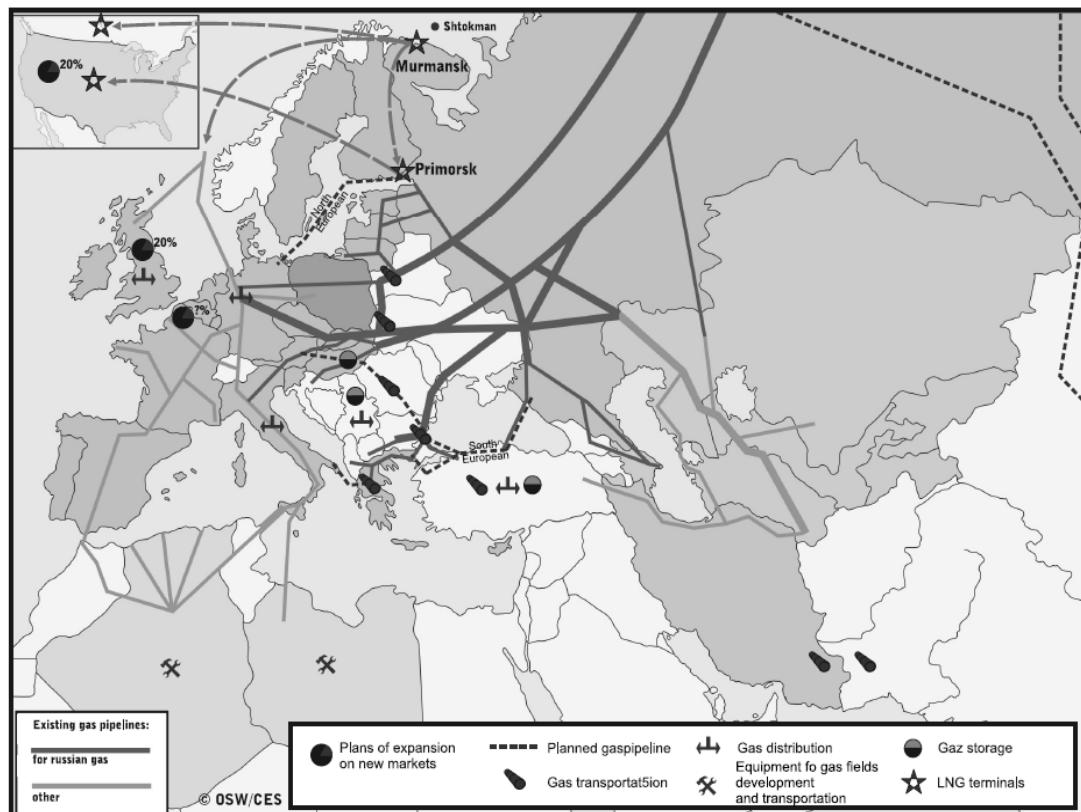 Shtokman
20%
Murmansk
Primorsk
North
European
20%
?%
South
European
Existing gas pipelines:
for russian gas
other
© OSW/CES
Plans of expansion
on new markets
Planned gaspipeline
Gas transportat5ion
Gas distribution
Equipment fo gas fields
development
and transportation
Gaz storage
LNG terminals